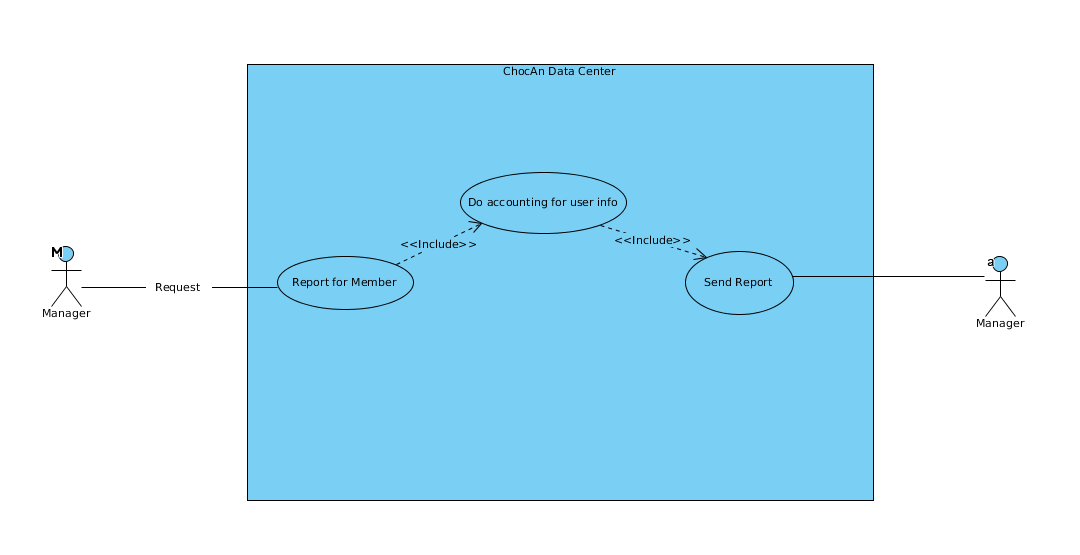 ChocAn Data Center
Do accounting for user info
<<Include>>
<<Include>>
M
Manager
Request
Report for Member
Send Report
a
Manager